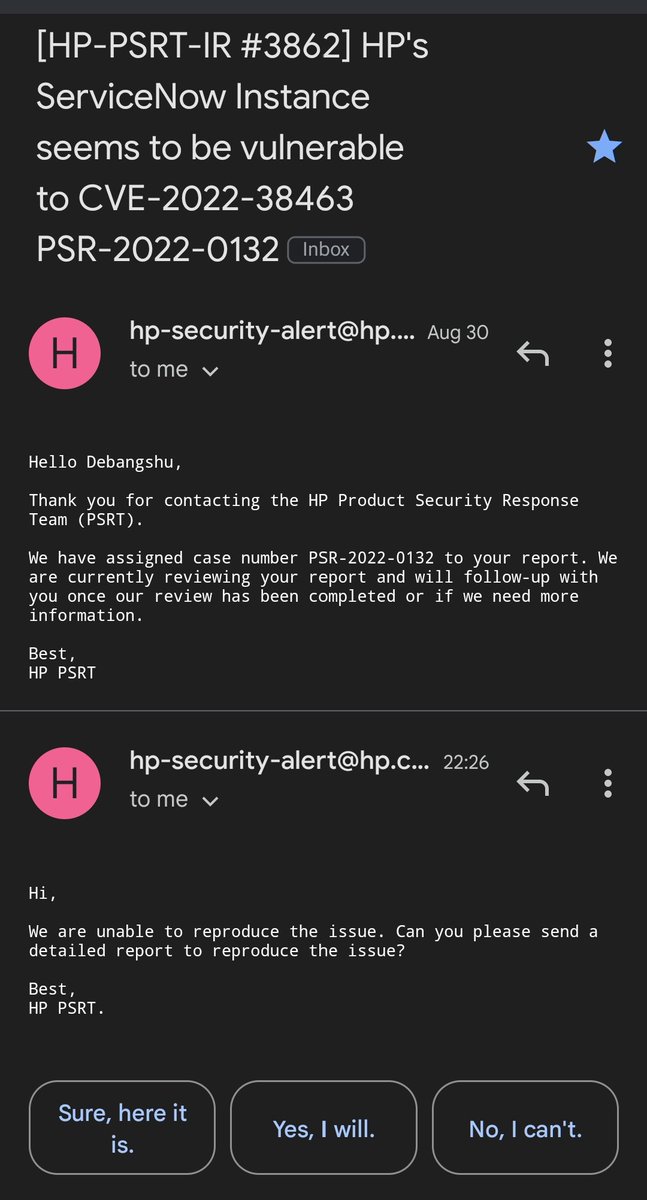 [HP-PSRT-IR #3862] HP's
ServiceNow Instance
seems to be vulnerable
to CVE-2022-38463
PSR-2022-0132 Inbox
H
hp-security-alert@hp.... Aug 30
to me
Hello Debangshu,
Thank you for contacting the HP Product Security Response
Team (PSRT).
We have assigned case number PSR-2022-0132 to your report. We
are currently reviewing your report and will follow-up with
you once our review has been completed or if we need more
information.
Best,
HP PSRT
H
hp-security-alert@hp.c... 22:26
to me
Hi,
We are unable to reproduce the issue. Can you please send a
detailed report to reproduce the issue?
Best,
HP PSRT.
Sure, here it
is.
Yes, I will.
No, I can't.